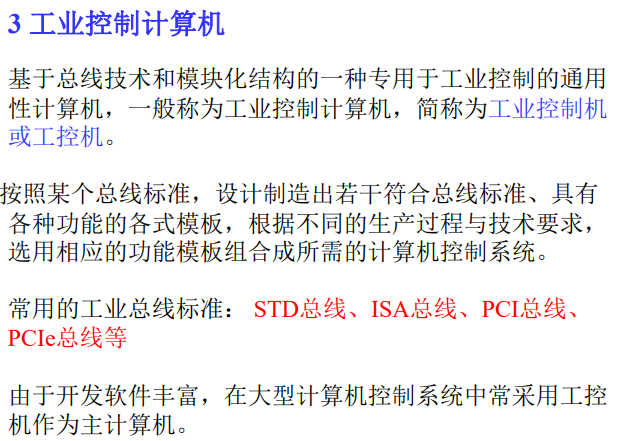 3 工业控制计算机
基于总线技术和模块化结构的一种专用于工业控制的通用
性计算机，一般称为工业控制计算机，简称为工业控制机
或工控机。
按照某个总线标准，设计制造出若干符合总线标准、具有
各种功能的各式模板，根据不同的生产过程与技术要求，
选用相应的功能模板组合成所需的计算机控制系统。
常用的工业总线标准： STD总线、ISA总线、PCI总线、
PCIe总线等
由于开发软件丰富，在大型计算机控制系统中常采用工控
机作为主计算机。